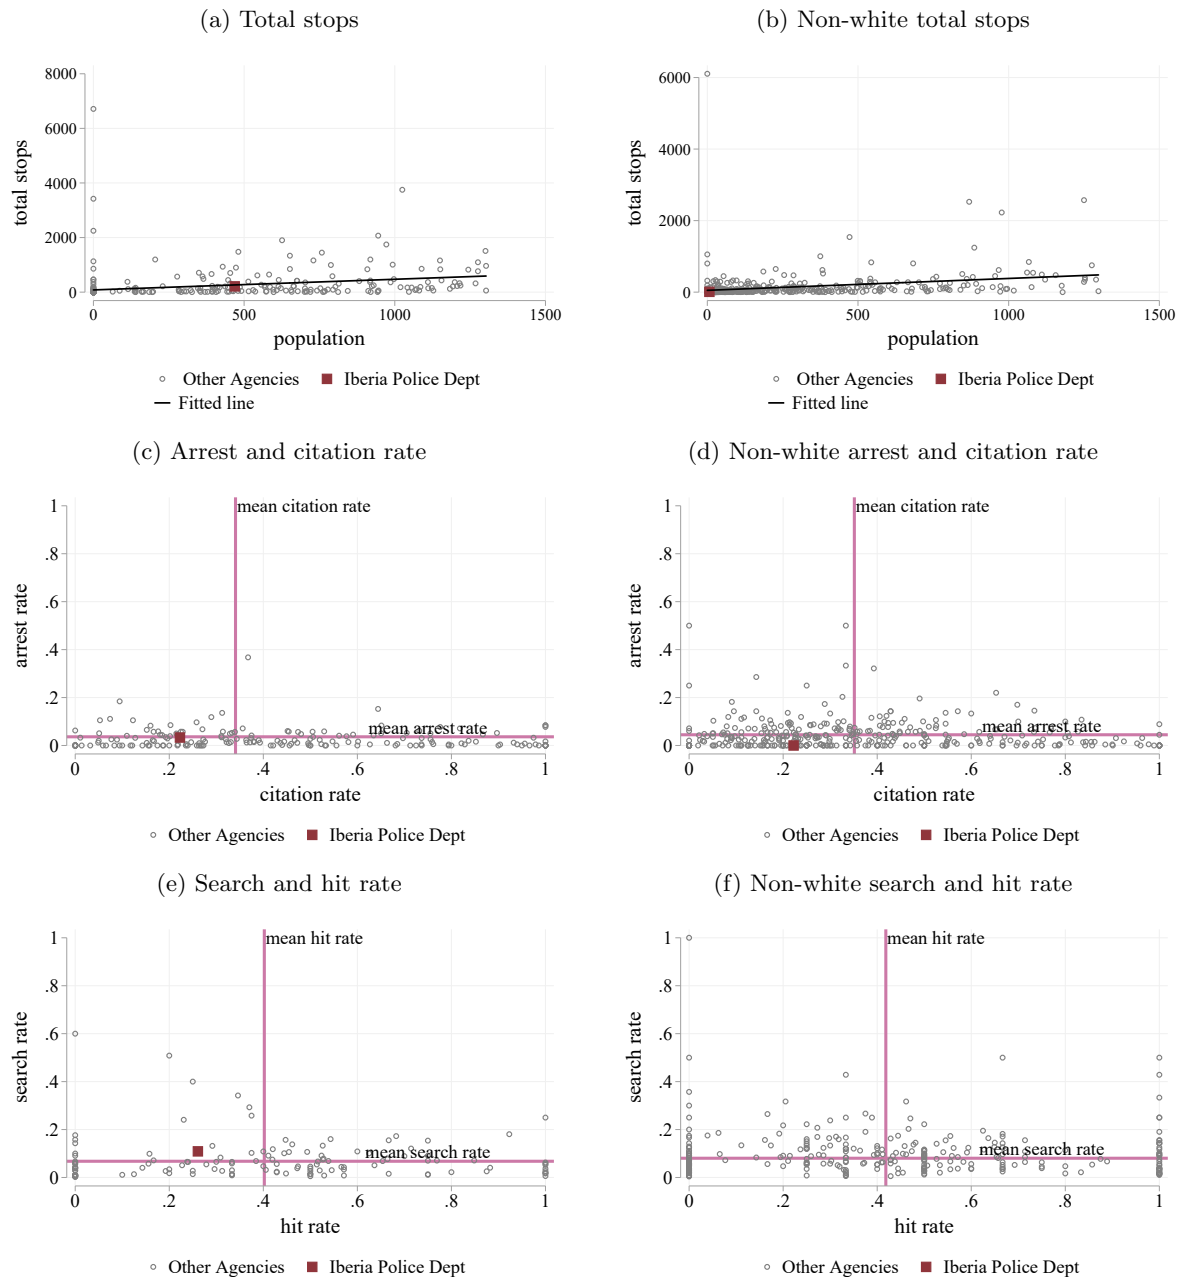 (a) Total stops
8000
6000
4000
2000
0
total stops
0 500 1000 1500
population
Other Agencies Iberia Police Dept
Fitted line
(b) Non-white total stops
6000
4000
2000
0
total stops
0 500 1000 1500
population
Other Agencies Iberia Police Dept
Fitted line
(c) Arrest and citation rate
1
.8
.6
.4
.2
0
arrest rate
mean citation rate
mean arrest rate
0 .2 .4 .6 .8 1
citation rate
Other Agencies Iberia Police Dept
(d) Non-white arrest and citation rate
1
.8
.6
.4
.2
0
arrest rate
mean citation rate
mean arrest rate
0 .2 .4 .6 .8 1
citation rate
Other Agencies Iberia Police Dept
(e) Search and hit rate
1
.8
.6
.4
.2
0
search rate
mean hit rate
mean search rate
0 .2 .4 .6 .8 1
hit rate
Other Agencies Iberia Police Dept
(f) Non-white search and hit rate
1
.8
.6
.4
.2
0
search rate
mean hit rate
mean search rate
0 .2 .4 .6 .8 1
hit rate
Other Agencies Iberia Police Dept